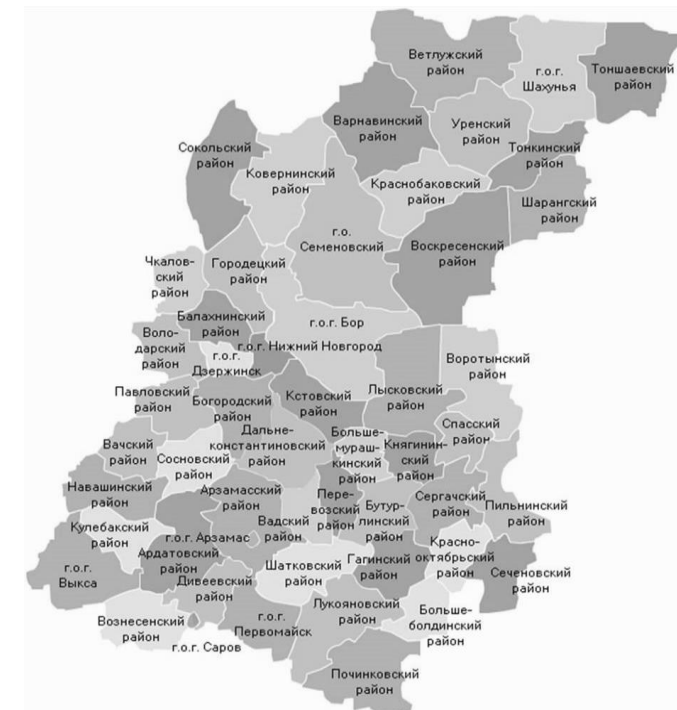 Ветлужский
район
г.о.г.
Шахунья
Тоншаевский
район
Варнавинский
район
Уренский
район
Тонкинский
район
Сокольский
район
Ковернинский
район
Краснобаковский
район
Шарангский
район
г.о.
Семеновский
Воскресенский
район
Чкалов-
ский
район
Городецкий
район
Балахнинский
район
г.о.г. Бор
Воло-
дарский
район
г.о.г. Нижний Новгород
г.о.г.
Дзержинск
Воротынский
район
Павловский
район
Богородский
район
Кстовский
район
Лысковский
район
Спасский
район
Вачский
район
Сосновский
район
Дальне-
константиновский
район
Больше-
мураш-
кинский
район
Княгинин-
ский
район
Навашинский
район
Арзамасский
район
Вадский
район
Пере-
возский
район
Бутур-
линский
район
Сергачский
район
Пильнинский
район
Кулебакский
район
г.о.г. Арзамас
Ардатовский
район
Шатковский
район
Гагинский
район
Красно-
октябрьский
район
Сеченовский
район
г.о.г.
Выкса
Дивеевский
район
Вознесенский
район
г.о.г. Саров
г.о.г.
Первомайск
Лукояновский
район
Больше-
болдинский
район
Починковский
район